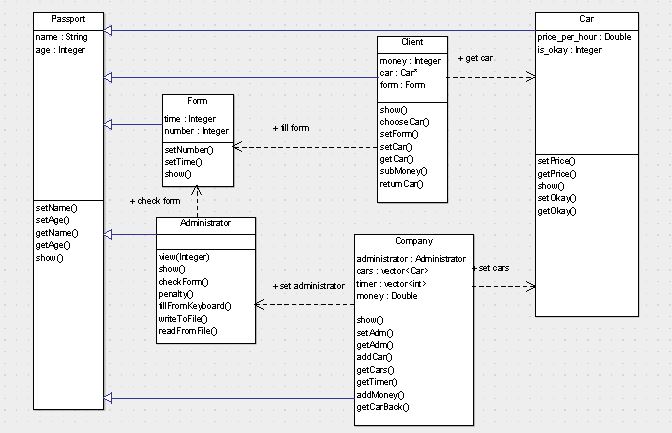 Passport
name : String
age : Integer
setName()
setAge()
getName()
getAge()
show()
Form
time : Integer
number : Integer
setNumber()
setTime()
show()
Client
money : Integer
car : Car*
form : Form
show()
chooseCar()
setForm()
setCar()
getCar()
subMoney()
returnCar()
Car
price_per_hour : Double
is_okay : Integer
setPrice()
getPrice()
show()
setOkay()
getOkay()
+ get car
+ fill form
+ check form
Administrator
view(Integer)
show()
checkForm()
penalty()
fillFromKeyboard()
writeToFile()
readFromFile()
+ set administrator
Company
administrator : Administrator
cars : vector<Car>
timer : vector<int>
money : Double
show()
setAdm()
getAdm()
addCar()
getCars()
getTimer()
addMoney()
getCarBack()
+ set cars